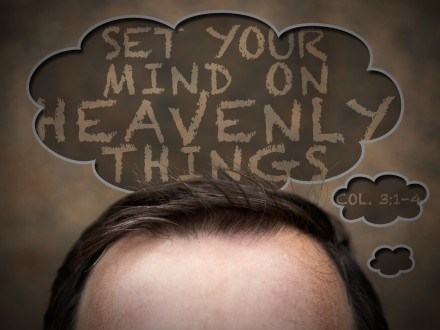 SET YOUR
MIND ON
HEAVENLY
THINGS
COL. 3:1-4